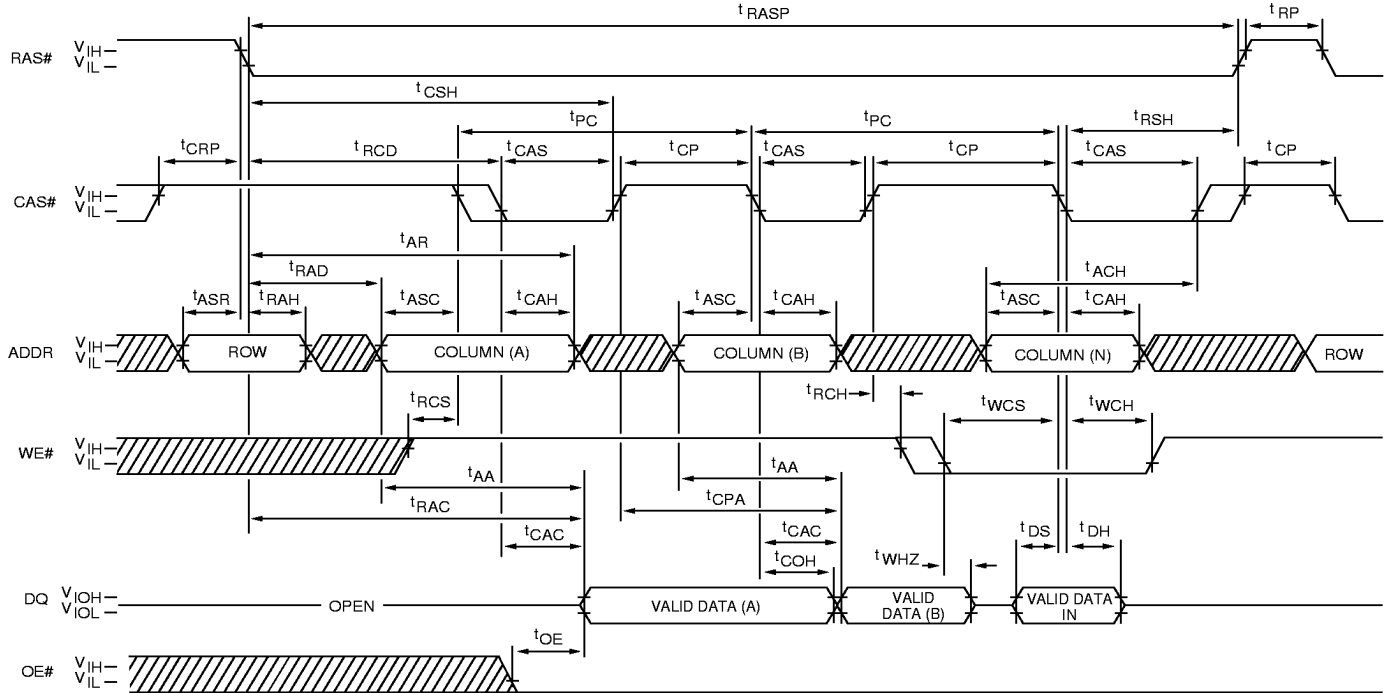 tRASP tRP
RAS# VIH VIL
tCSH
tPC tPC tRSH
tCRP tRCD tCAS tCP tCAS tCP tCAS tCP
CAS# VIH VIL
tAR
tRAD tACH
tASR tRAH tASC tCAH tASC tCAH tASC tCAH
ADDR VIH VIL ROW COLUMN (A) COLUMN (B) COLUMN (N) ROW
tRCS tRCH tWCS tWCH
WE# VIH VIL
tAA tAA
tRAC tCPA
tCAC tCAC tDS tDH
tCOH tWHZ
DQ VIOH VIOL OPEN VALID DATA (A) VALID DATA (B) VALID DATA IN
tOE
OE# VIH VIL